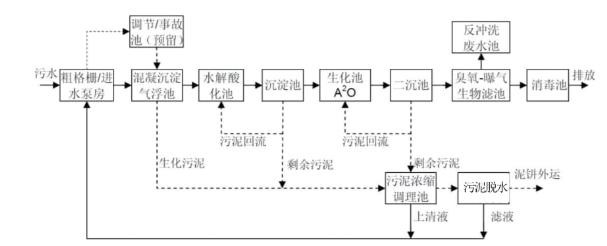 调节/事故
池（预留）
反冲洗
废水池
污水
粗格栅/进
水泵房
混凝沉淀
气浮池
水解酸
化池
沉淀池
生化池
A²O
二沉池
臭氧-曝气
生物滤池
消毒池
排放
污泥回流
污泥回流
生化污泥
剩余污泥
剩余污泥
污泥浓缩
调理池
污泥脱水
泥饼外运
上清液
滤液